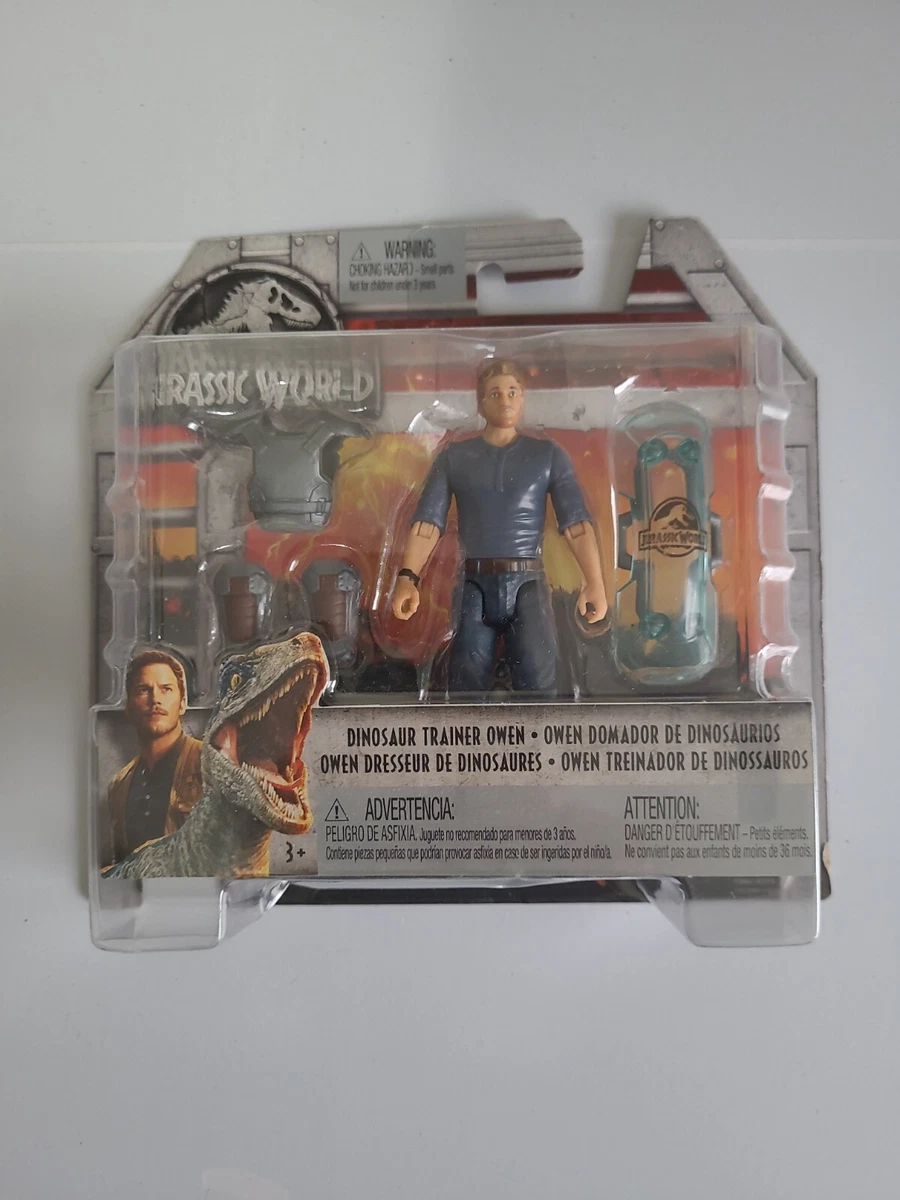 WARNING:
CHOKING HAZARD – Small parts
Not for children under 3 years.
JURASSIC WORLD
JURASSIC WORLD
DINOSAUR TRAINER OWEN • OWEN DOMADOR DE DINOSAURIOS
OWEN DRESSEUR DE DINOSAURES • OWEN TREINADOR DE DINOSSAUROS
ADVERTENCIA:
PELIGRO DE ASFIXIA. Juguete no recomendado para menores de 3 años.
Contiene piezas pequeñas que podrían provocar asfixia en caso de ser ingeridas por el niño/a.
ATTENTION:
DANGER D'ÉTOUFFEMENT – Petits éléments.
Ne convient pas aux enfants de moins de 36 mois.
3+